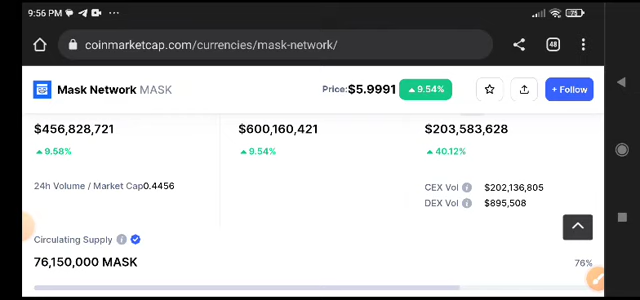 9:56 PM
coinmarketcap.com/currencies/mask-network/
48
Mask Network MASK
Price:$5.9991
9.54%
+ Follow
$456,828,721
$600,160,421
$203,583,628
9.58%
9.54%
40.12%
24h Volume / Market Cap0.4456
CEX Vol $202,136,805
DEX Vol $895,508
Circulating Supply
76,150,000 MASK
76%